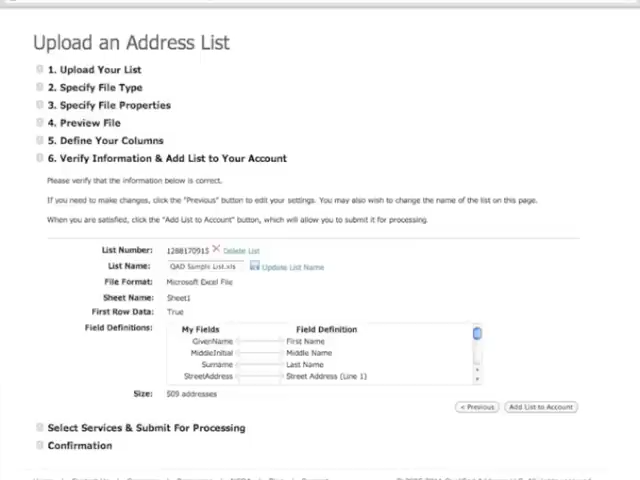 Upload an Address List
1. Upload Your List
2. Specify File Type
3. Specify File Properties
4. Preview File
5. Define Your Columns
6. Verify Information & Add List to Your Account
Please verify that the information below is correct.
If you need to make changes, click the "Previous" button to edit your settings. You may also wish to change the name of the list on this page.
When you are satisfied, click the "Add List to Account" button, which will allow you to submit it for processing.
List Number: 1288170915 Delete List
List Name: QAD Sample List.xls Update List Name
File Format: Microsoft Excel File
Sheet Name: Sheet1
First Row Data: True
Field Definitions: My Fields Field Definition
GivenName First Name
MiddleInitial Middle Name
Surname Last Name
StreetAddress Street Address (Line 1)
Size: 509 addresses
< Previous Add List to Account
Select Services & Submit For Processing
Confirmation